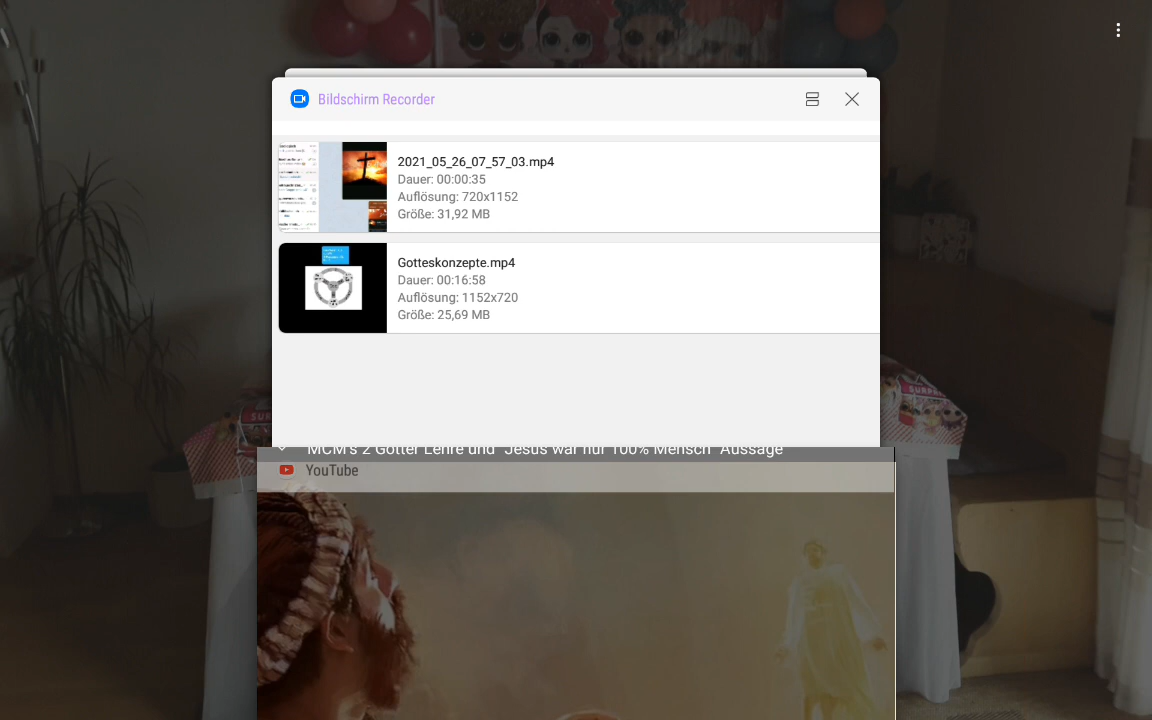 Bildschirm Recorder
2021_05_26_07_57_03.mp4
Dauer: 00:00:35
Auflösung: 720x1152
Größe: 31,92 MB
Gotteskonzepte.mp4
Dauer: 00:16:58
Auflösung: 1152x720
Größe: 25,69 MB
MCM's 2 Götter Lehre und "Jesus war nur 100% Mensch" Aussage
YouTube